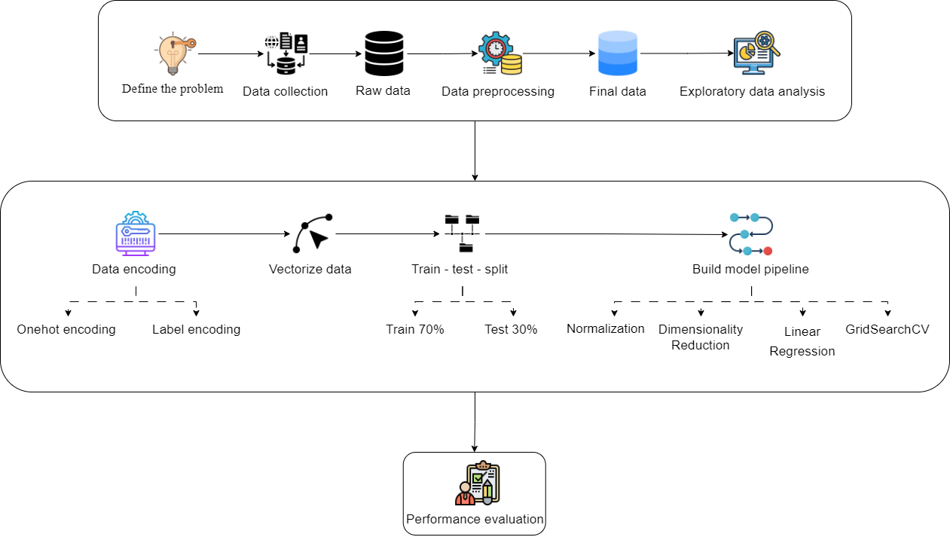 Define the problem
Data collection
Raw data
Data preprocessing
Final data
Exploratory data analysis
Data encoding
Vectorize data
Train - test - split
Build model pipeline
Onehot encoding
Label encoding
Train 70%
Test 30%
Normalization
Dimensionality
Reduction
Linear
Regression
GridSearchCV
Performance evaluation